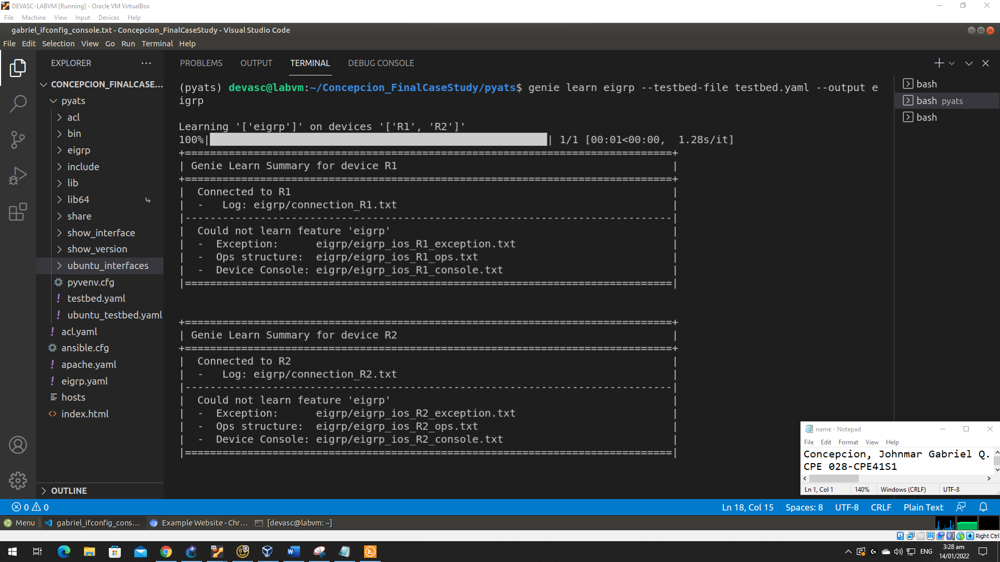 DEVASC-LABVM [Running] - Oracle VM VirtualBox
File Machine View Input Devices Help
gabriel_ifconfig_console.txt - Concepcion_FinalCaseStudy - Visual Studio Code
File Edit Selection View Go Run Terminal Help
EXPLORER ···
CONCEPCION_FINALCASE...
pyats
acl
bin
eigrp
include
lib
lib64
share
show_interface
show_version
ubuntu_interfaces
pyvenv.cfg
testbed.yaml
ubuntu_testbed.yaml
acl.yaml
ansible.cfg
apache.yaml
eigrp.yaml
hosts
index.html
OUTLINE
PROBLEMS OUTPUT TERMINAL DEBUG CONSOLE
(pyats) devasc@labvm:~/Concepcion_FinalCaseStudy/pyats$ genie learn eigrp --testbed-file testbed.yaml --output e
igrp
Learning '['eigrp']' on devices '['R1', 'R2']'
100%| | 1/1 [00:01<00:00,  1.28s/it]
+==============================================================================+
| Genie Learn Summary for device R1                                            |
+==============================================================================+
|  Connected to R1                                                             |
|  -   Log: eigrp/connection_R1.txt                                            |
|------------------------------------------------------------------------------|
|  Could not learn feature 'eigrp'                                             |
|  -  Exception:      eigrp/eigrp_ios_R1_exception.txt                         |
|  -  Ops structure:  eigrp/eigrp_ios_R1_ops.txt                               |
|  -  Device Console: eigrp/eigrp_ios_R1_console.txt                           |
|==============================================================================|
+==============================================================================+
| Genie Learn Summary for device R2                                            |
+==============================================================================+
|  Connected to R2                                                             |
|  -   Log: eigrp/connection_R2.txt                                            |
|------------------------------------------------------------------------------|
|  Could not learn feature 'eigrp'                                             |
|  -  Exception:      eigrp/eigrp_ios_R2_exception.txt                         |
|  -  Ops structure:  eigrp/eigrp_ios_R2_ops.txt                               |
|  -  Device Console: eigrp/eigrp_ios_R2_console.txt                           |
|==============================================================================|
bash
bash pyats
bash
name - Notepad
File Edit Format View Help
Concepcion, Johnmar Gabriel Q.
CPE 028-CPE41S1
Ln 1, Col 1 140% Windows (CRLF) UTF-8
0 0 Ln 18, Col 15 Spaces: 8 UTF-8 CRLF Plain Text
Menu gabriel_ifconfig_cons... Example Website - Chr... [devasc@labvm: ~]
Right Ctrl
ENG 3:28 am
14/01/2022